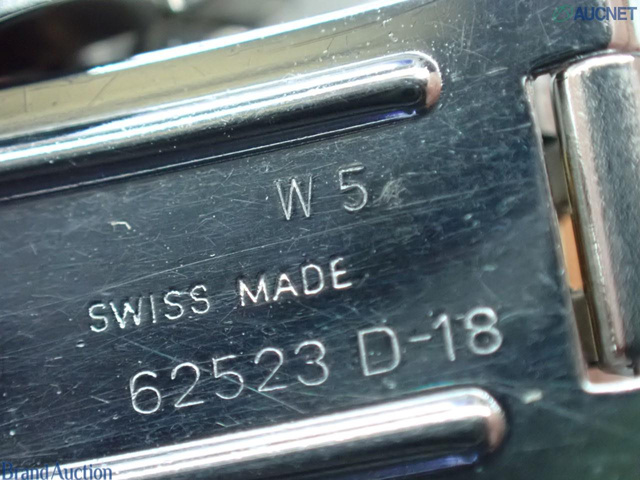 AUCNET
W 5
SWISS MADE
62523 D-18
Brand Auction